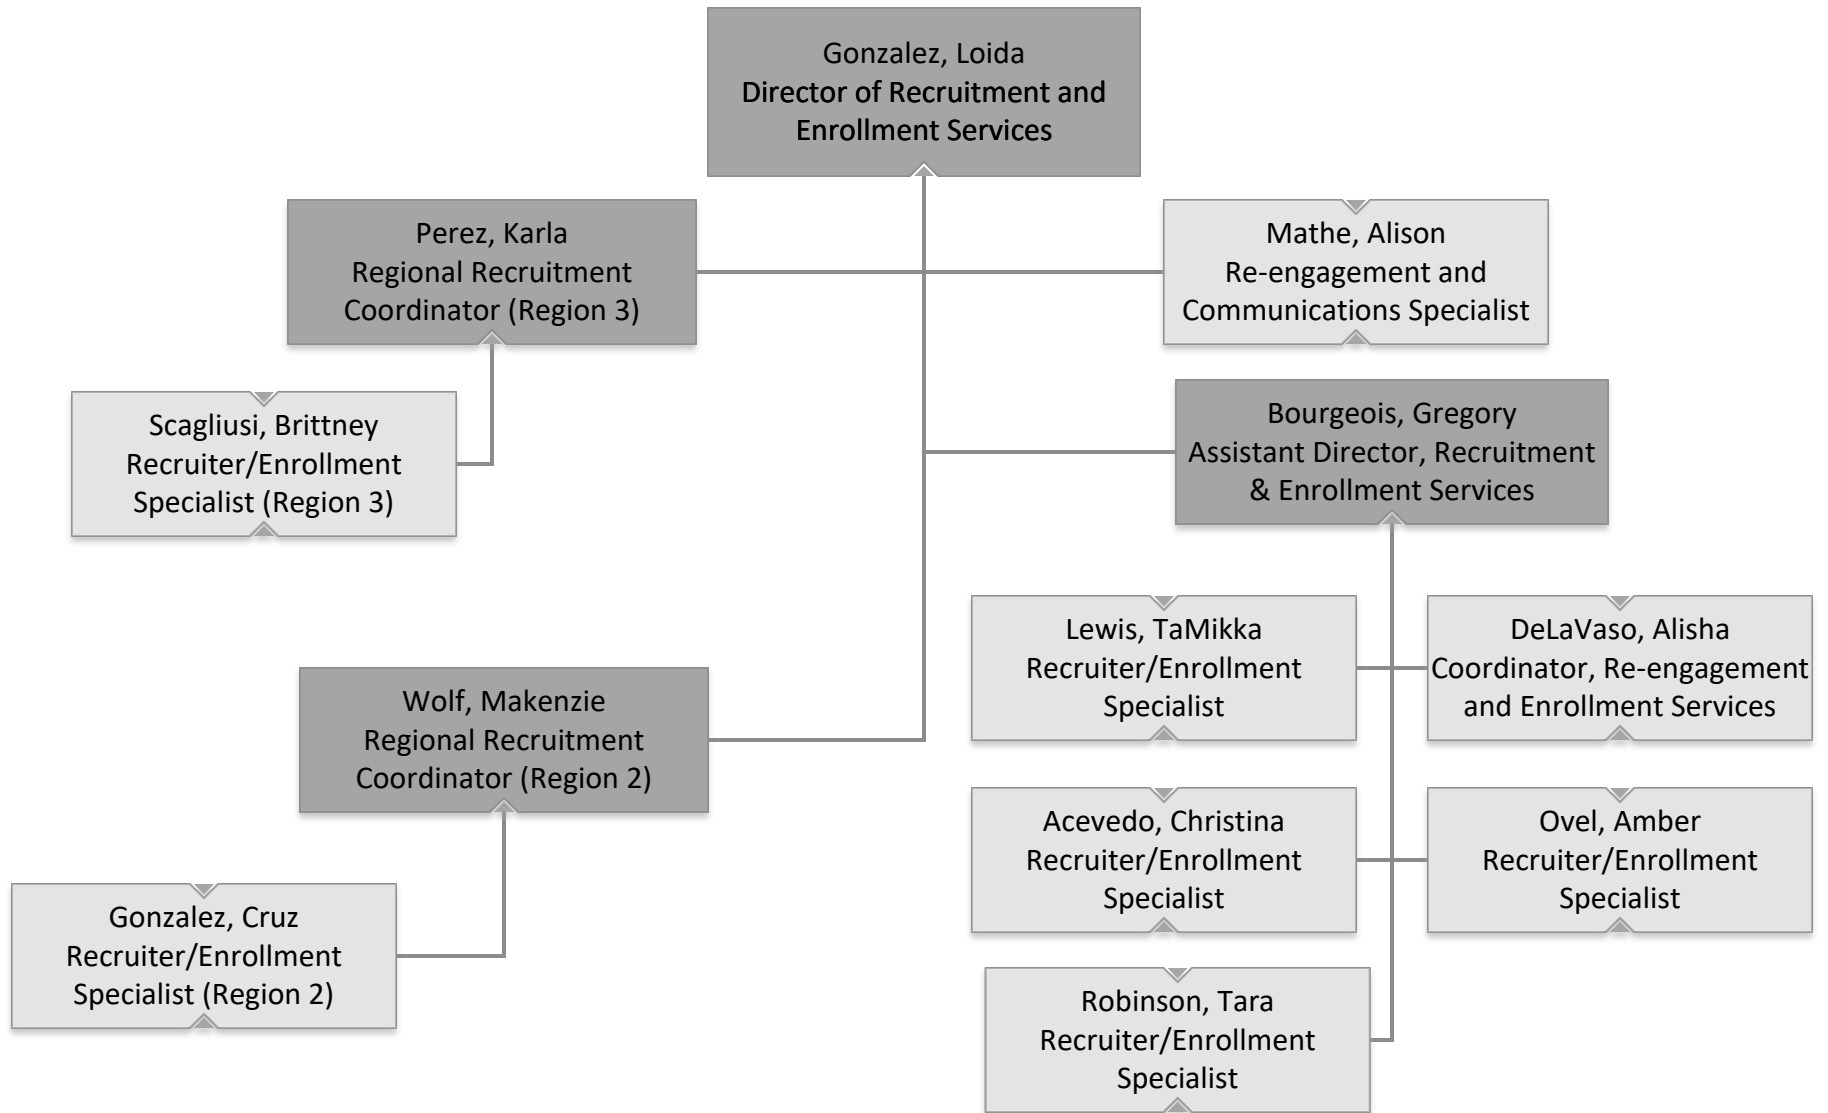 Gonzalez, Loida
Director of Recruitment and
Enrollment Services
Perez, Karla
Regional Recruitment
Coordinator (Region 3)
Mathe, Alison
Re-engagement and
Communications Specialist
Scagliusi, Brittney
Recruiter/Enrollment
Specialist (Region 3)
Bourgeois, Gregory
Assistant Director, Recruitment
& Enrollment Services
Lewis, TaMikka
Recruiter/Enrollment
Specialist
DeLaVaso, Alisha
Coordinator, Re-engagement
and Enrollment Services
Wolf, Makenzie
Regional Recruitment
Coordinator (Region 2)
Acevedo, Christina
Recruiter/Enrollment
Specialist
Ovel, Amber
Recruiter/Enrollment
Specialist
Gonzalez, Cruz
Recruiter/Enrollment
Specialist (Region 2)
Robinson, Tara
Recruiter/Enrollment
Specialist